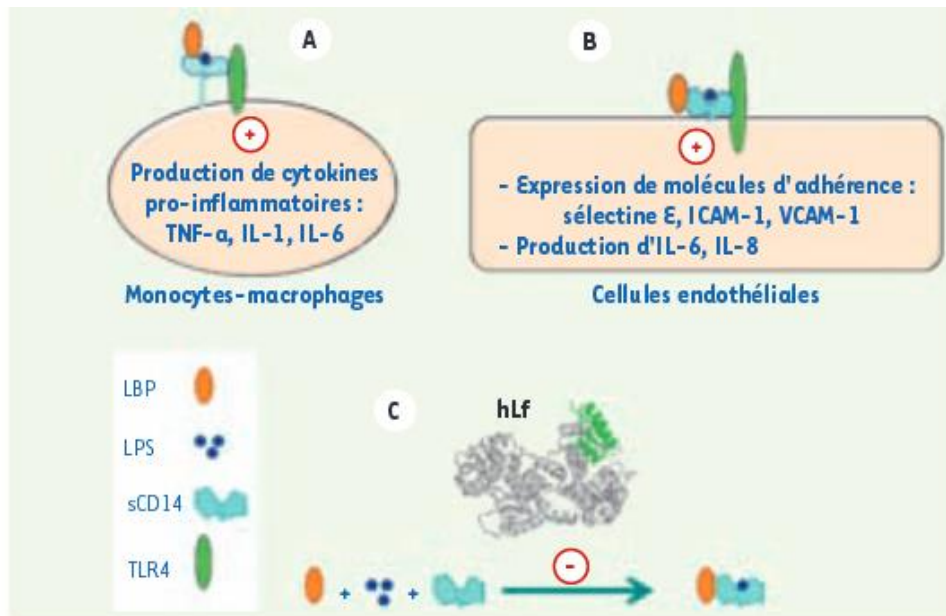 A
Production de cytokines
pro-inflammatoires :
TNF-α, IL-1, IL-6
Monocytes-macrophages
B
- Expression de molécules d'adhérence :
sélectine E, ICAM-1, VCAM-1
- Production d'IL-6, IL-8
Cellules endothéliales
LBP
LPS
sCD14
TLR4
C
hLf
+
+
+ +
-